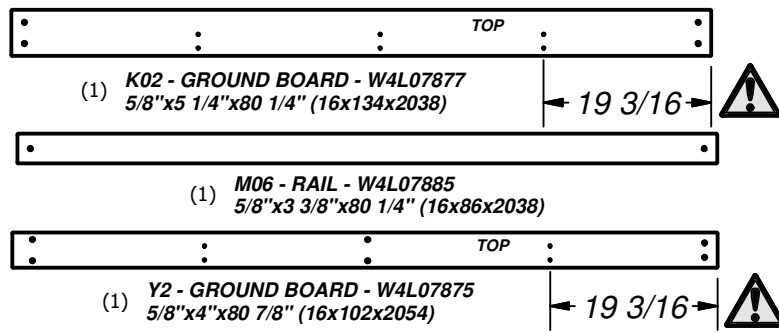 TOP
(1) K02 - GROUND BOARD - W4L07877
5/8"x5 1/4"x80 1/4" (16x134x2038)
19 3/16
(1) M06 - RAIL - W4L07885
5/8"x3 3/8"x80 1/4" (16x86x2038)
TOP
(1) Y2 - GROUND BOARD - W4L07875
5/8"x4"x80 7/8" (16x102x2054)
19 3/16